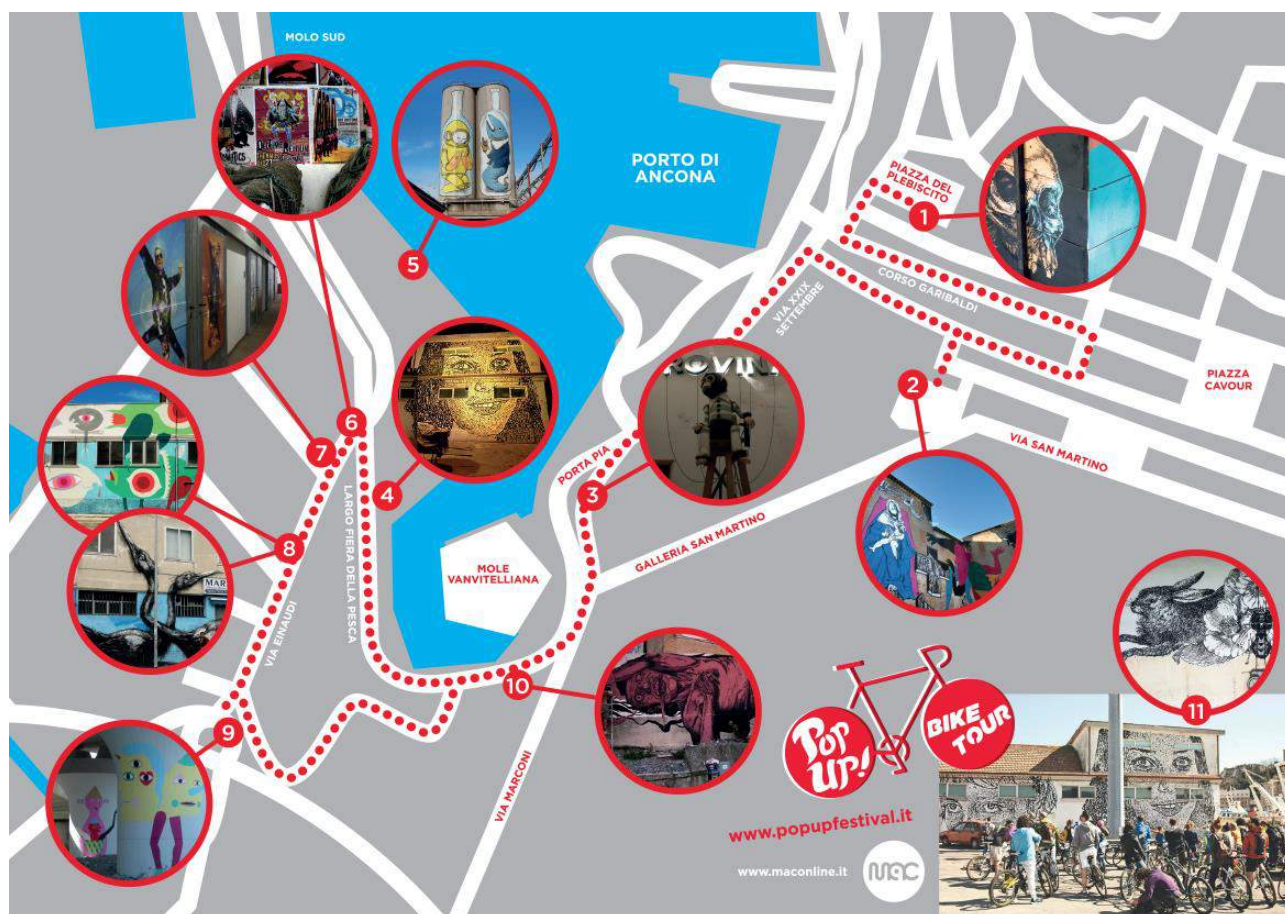 MOLO SUD
PORTO DI
ANCONA
PIAZZA DEL
PLEBISCITO
1
5
CORSO GARIBALDI
VIA XXIX
SETTEMBRE
PIAZZA
CAVOUR
2
VIA SAN MARTINO
6
7
4
3
PORTA PIA
LARGO FIERA DELLA PESCA
GALLERIA SAN MARTINO
MOLE
VANVITELLIANA
8
MAR
VIA EINAUDI
10
9
VIA MARCONI
11
POP
UP!
BIKE
TOUR
www.popupfestival.it
www.maconline.it
mac